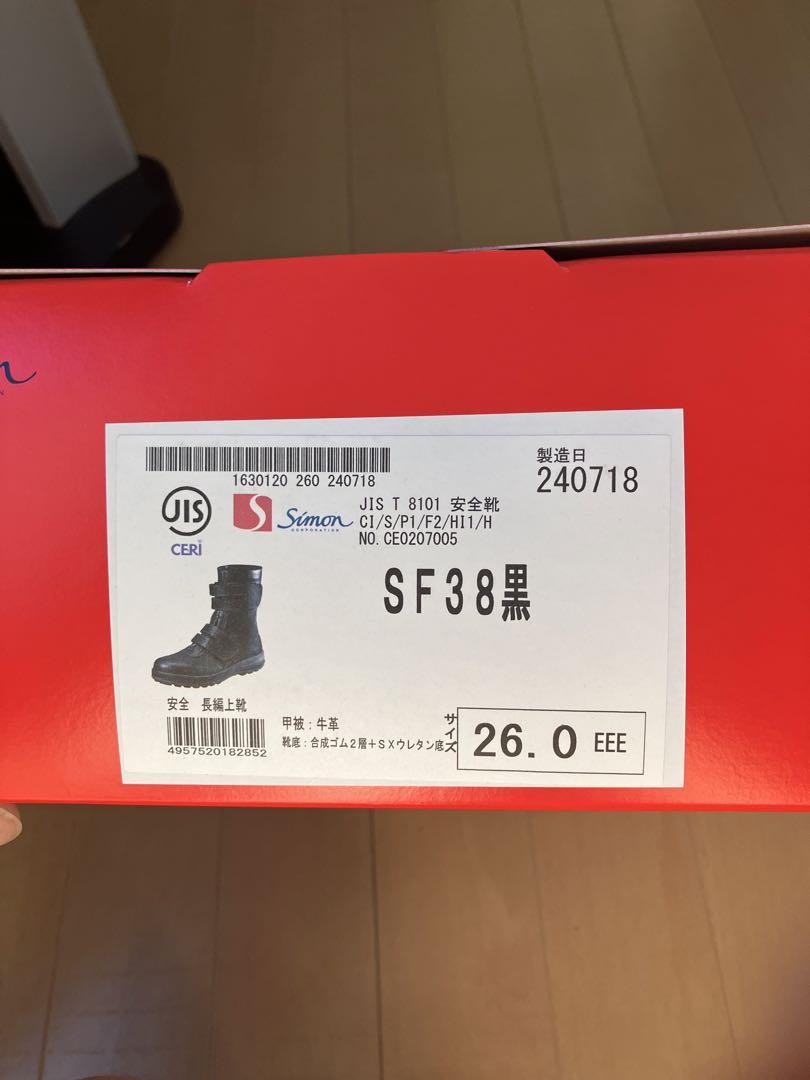 製造日
240718
1630120 260 240718
JIS
CERI
S Simon
CORPORATION
JIS T 8101 安全靴
CI/S/P1/F2/HI1/H
NO. CE0207005
SF38黒
安全 長編上靴
4957520182852
甲被:牛革
靴底:合成ゴム2層+SXウレタン底
サイズ
26.0 EEE